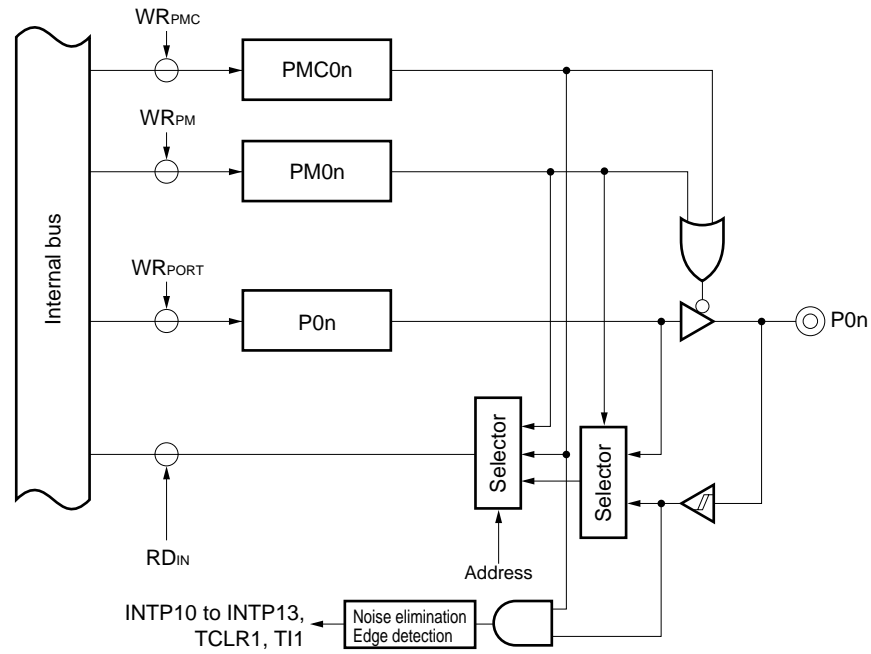 WRPMC
PMC0n
WRPM
PM0n
Internal bus
WRPORT
P0n
P0n
Selector
Selector
RDIN
Address
INTP10 to INTP13,
TCLR1, TI1
Noise elimination
Edge detection